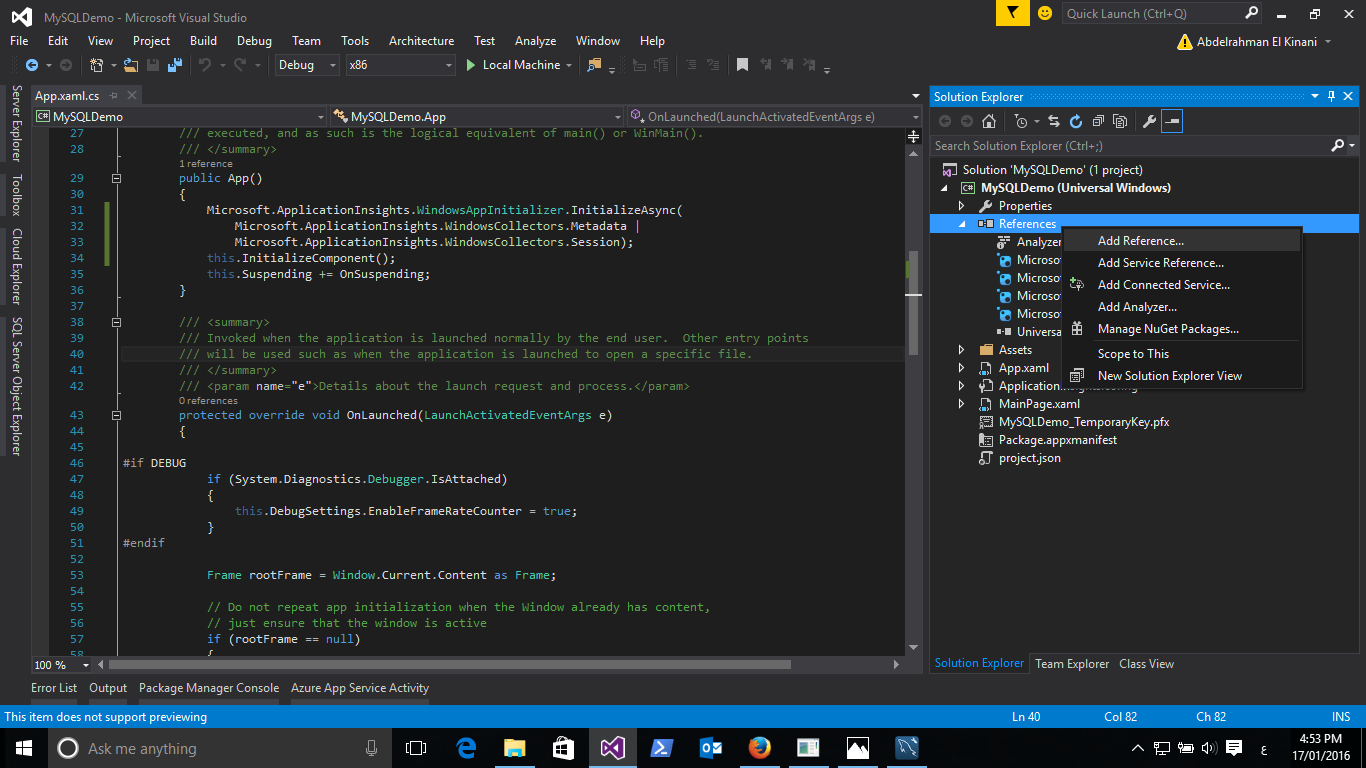 MySQLDemo - Microsoft Visual Studio
Quick Launch (Ctrl+Q)
File Edit View Project Build Debug Team Tools Architecture Test Analyze Window Help
Abdelrahman El Kinani
Debug x86 Local Machine
Server Explorer
Toolbox
Cloud Explorer
SQL Server Object Explorer
App.xaml.cs
C# MySQLDemo MySQLDemo.App OnLaunched(LaunchActivatedEventArgs e)
27 /// executed, and as such is the logical equivalent of main() or WinMain().
28 /// </summary>
1 reference
29 public App()
30 {
31 Microsoft.ApplicationInsights.WindowsAppInitializer.InitializeAsync(
32 Microsoft.ApplicationInsights.WindowsCollectors.Metadata |
33 Microsoft.ApplicationInsights.WindowsCollectors.Session);
34 this.InitializeComponent();
35 this.Suspending += OnSuspending;
36 }
37
38 /// <summary>
39 /// Invoked when the application is launched normally by the end user.  Other entry points
40 /// will be used such as when the application is launched to open a specific file.
41 /// </summary>
42 /// <param name="e">Details about the launch request and process.</param>
0 references
43 protected override void OnLaunched(LaunchActivatedEventArgs e)
44 {
45
46 #if DEBUG
47 if (System.Diagnostics.Debugger.IsAttached)
48 {
49 this.DebugSettings.EnableFrameRateCounter = true;
50 }
51 #endif
52
53 Frame rootFrame = Window.Current.Content as Frame;
54
55 // Do not repeat app initialization when the Window already has content,
56 // just ensure that the window is active
57 if (rootFrame == null)
58 {
100 %
Solution Explorer
Search Solution Explorer (Ctrl+;)
Solution 'MySQLDemo' (1 project)
C# MySQLDemo (Universal Windows)
Properties
References
Analyzer
Microso
Microso
Microso
Microso
Universa
Assets
App.xaml
Application
MainPage.xaml
MySQLDemo_TemporaryKey.pfx
Package.appxmanifest
project.json
Add Reference...
Add Service Reference...
Add Connected Service...
Add Analyzer...
Manage NuGet Packages...
Scope to This
New Solution Explorer View
Solution Explorer Team Explorer Class View
Error List Output Package Manager Console Azure App Service Activity
This item does not support previewing Ln 40 Col 82 Ch 82 INS
Ask me anything
ع
4:53 PM
17/01/2016